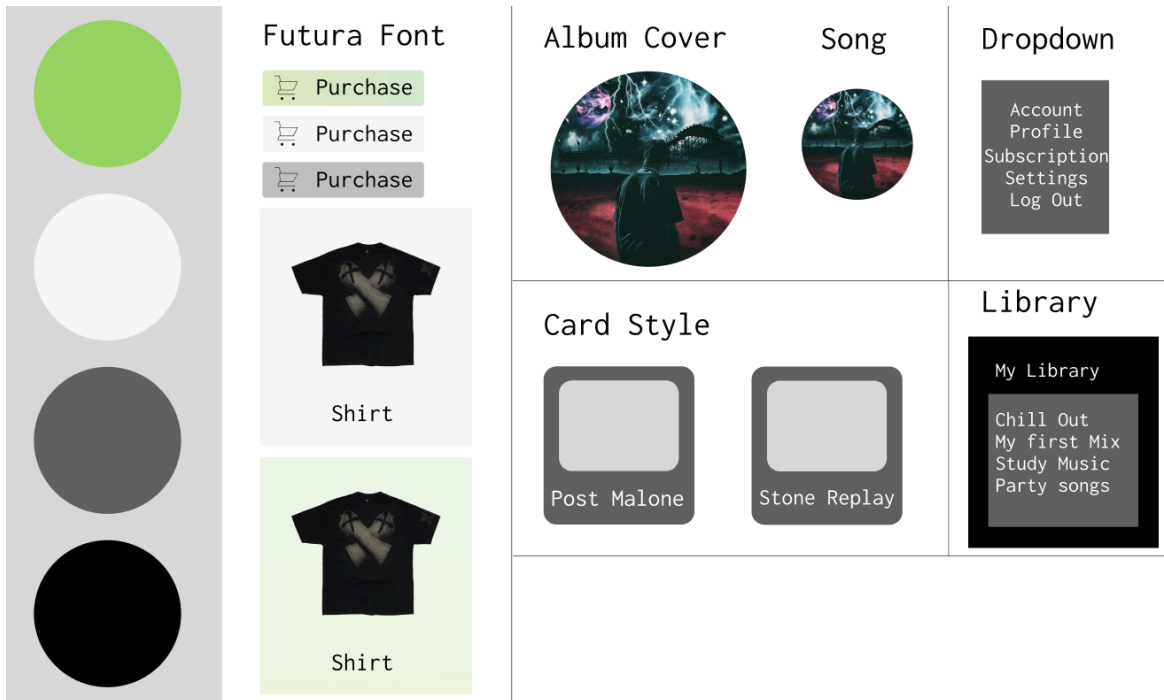 Futura Font
Purchase
Purchase
Purchase
Shirt
Shirt
Album Cover
Song
Card Style
Post Malone
Stone Replay
Dropdown
Account
Profile
Subscription
Settings
Log Out
Library
My Library
Chill Out
My first Mix
Study Music
Party songs